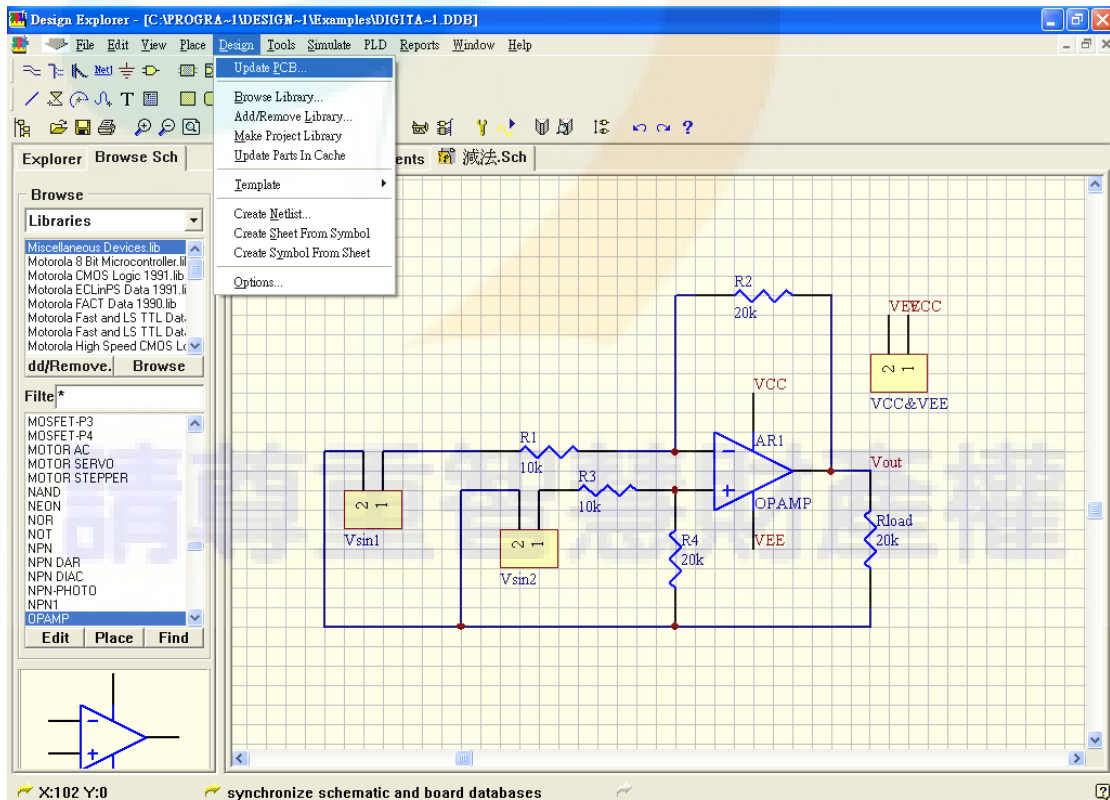 Design Explorer - [C:\PROGRA~1\DESIGN~1\Examples\DIGITA~1.DDB]
File Edit View Place Design Tools Simulate PLD Reports Window Help
Update PCB...
Browse Library...
Add/Remove Library...
Make Project Library
Update Parts In Cache
Template
Create Netlist...
Create Sheet From Symbol
Create Symbol From Sheet
Options...
Net1
T
?
Explorer Browse Sch
ents 減法.Sch
Browse
Libraries
Miscellaneous Devices.lib
Motorola 8 Bit Microcontroller.li
Motorola CMOS Logic 1991.lib
Motorola ECLinPS Data 1991.li
Motorola FACT Data 1990.lib
Motorola Fast and LS TTL Dat
Motorola Fast and LS TTL Dat
Motorola High Speed CMOS L
dd/Remove. Browse
Filte *
MOSFET-P3
MOSFET-P4
MOTOR AC
MOTOR SERVO
MOTOR STEPPER
NAND
NEON
NOR
NOT
NPN
NPN DAR
NPN DIAC
NPN-PHOTO
NPN1
OPAMP
Edit Place Find
R2
20k
VEE VCC
2 1
VCC&VEE
VCC
AR1
OPAMP
VEE
R1
10k
R3
10k
2 1
Vsin1
2 1
Vsin2
R4
20k
Vout
Rload
20k
X:102 Y:0 synchronize schematic and board databases